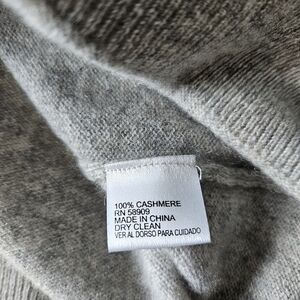 100% CASHMERE
RN 58909
MADE IN CHINA
DRY CLEAN
VER AL DORSO PARA CUIDADO